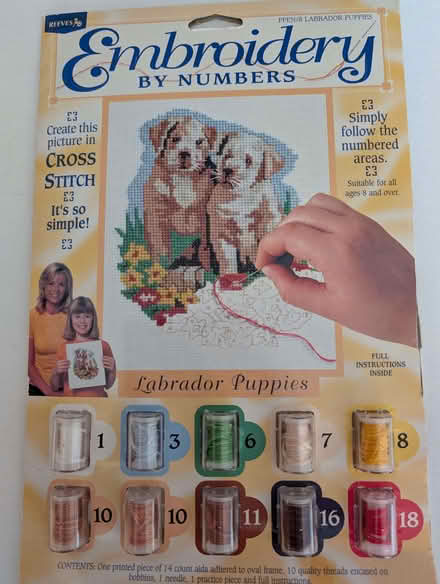 REEVES
PPEN/8 LABRADOR PUPPIES
Embroidery
BY NUMBERS
Create this
picture in
CROSS
STITCH
It's so
simple!
Simply
follow the
numbered
areas.
Suitable for all
ages 8 and over.
FULL
INSTRUCTIONS
INSIDE
Labrador Puppies
1
3
6
7
8
10
10
11
16
18
CONTENTS: One printed piece of 14 count aida adhered to oval frame, 10 quality threads encased on
bobbins, 1 needle, 1 practice piece and full instructions.